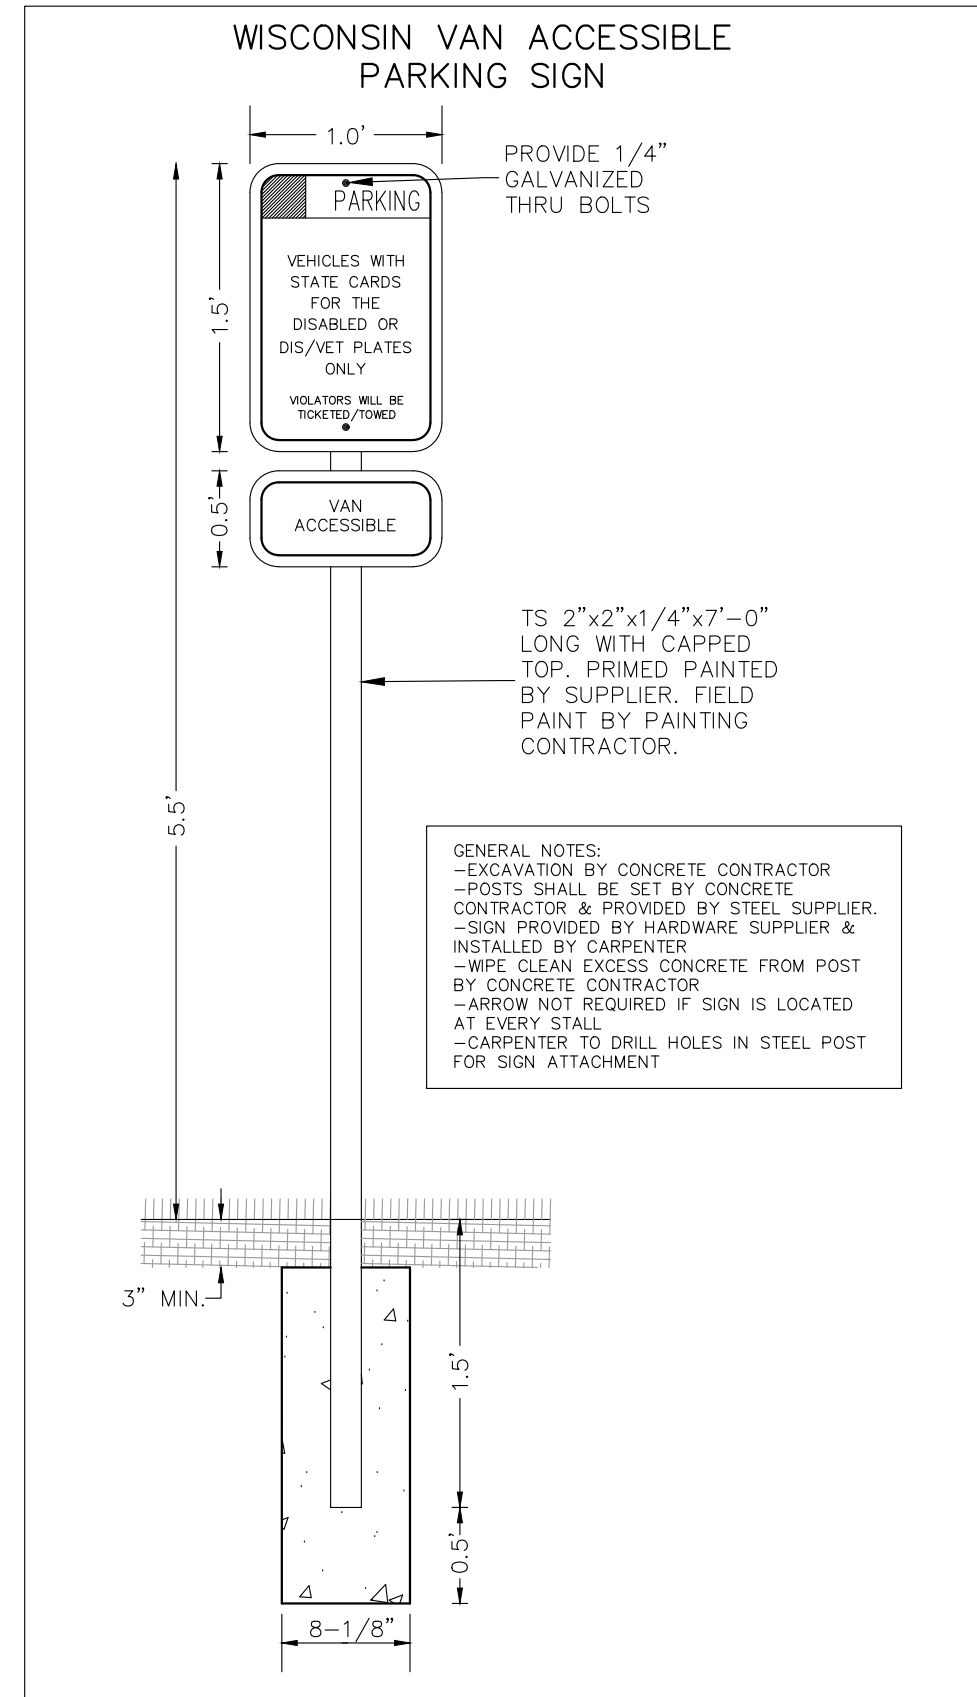 WISCONSIN VAN ACCESSIBLE
PARKING SIGN
1.0'
PROVIDE 1/4"
GALVANIZED
THRU BOLTS
PARKING
VEHICLES WITH
STATE CARDS
FOR THE
DISABLED OR
DIS/VET PLATES
ONLY
VIOLATORS WILL BE
TICKETED/TOWED
1.5'
VAN
ACCESSIBLE
0.5'
TS 2"x2"x1/4"x7'-0"
LONG WITH CAPPED
TOP. PRIMED PAINTED
BY SUPPLIER. FIELD
PAINT BY PAINTING
CONTRACTOR.
5.5'
GENERAL NOTES:
-EXCAVATION BY CONCRETE CONTRACTOR
-POSTS SHALL BE SET BY CONCRETE
CONTRACTOR & PROVIDED BY STEEL SUPPLIER.
-SIGN PROVIDED BY HARDWARE SUPPLIER &
INSTALLED BY CARPENTER
-WIPE CLEAN EXCESS CONCRETE FROM POST
BY CONCRETE CONTRACTOR
-ARROW NOT REQUIRED IF SIGN IS LOCATED
AT EVERY STALL
-CARPENTER TO DRILL HOLES IN STEEL POST
FOR SIGN ATTACHMENT
3" MIN.
1.5'
0.5'
8-1/8"